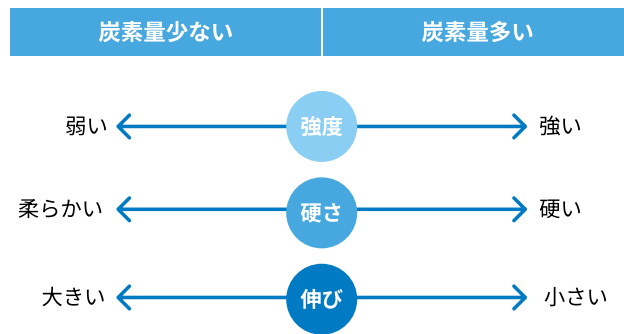 炭素量少ない
炭素量多い
弱い
強度
強い
柔らかい
硬さ
硬い
大きい
伸び
小さい